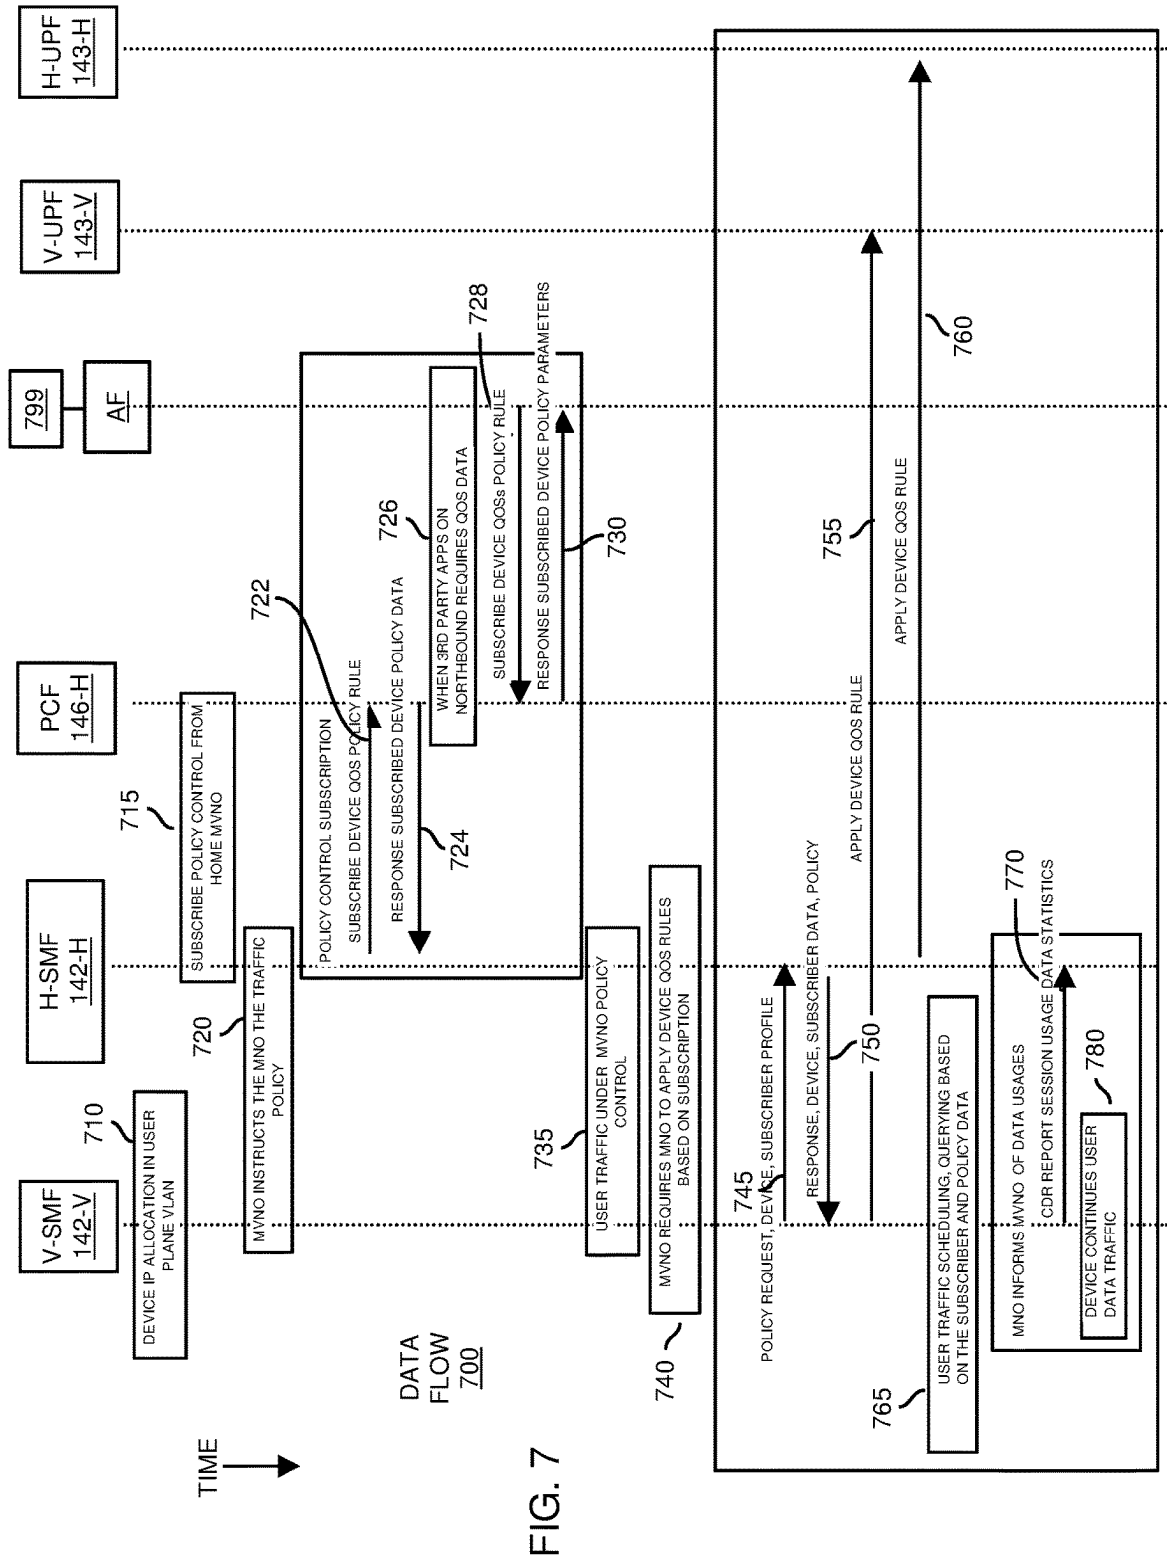 V-SMF
142-V
H-SMF
142-H
PCF
146-H
799
AF
V-UPF
143-V
H-UPF
143-H
TIME
710
DEVICE IP ALLOCATION IN USER
PLANE VLAN
715
SUBSCRIBE POLICY CONTROL FROM
HOME MVNO
720
MVNO INSTRUCTS THE MNO THE TRAFFIC
POLICY
POLICY CONTROL SUBSCRIPTION
SUBSCRIBE DEVICE QOS POLICY RULE
722
RESPONSE SUBSCRIBED DEVICE POLICY DATA
724
726
WHEN 3RD PARTY APPS ON
NORTHBOUND REQUIRES QOS DATA
728
SUBSCRIBE DEVICE QOSs POLICY RULE
RESPONSE SUBSCRIBED DEVICE POLICY PARAMETERS
730
DATA
FLOW
700
735
USER TRAFFIC UNDER MVNO POLICY
CONTROL
740
MVNO REQUIRES MNO TO APPLY DEVICE QOS RULES
BASED ON SUBSCRIPTION
745
POLICY REQUEST, DEVICE, SUBSCRIBER PROFILE
RESPONSE, DEVICE, SUBSCRIBER DATA, POLICY
750
APPLY DEVICE QOS RULE
755
APPLY DEVICE QOS RULE
760
765
USER TRAFFIC SCHEDULING, QUERYING BASED
ON THE SUBSCRIBER AND POLICY DATA
770
MNO INFORMS MVNO OF DATA USAGES
CDR REPORT SESSION USAGE DATA STATISTICS
780
DEVICE CONTINUES USER
DATA TRAFFIC
FIG. 7